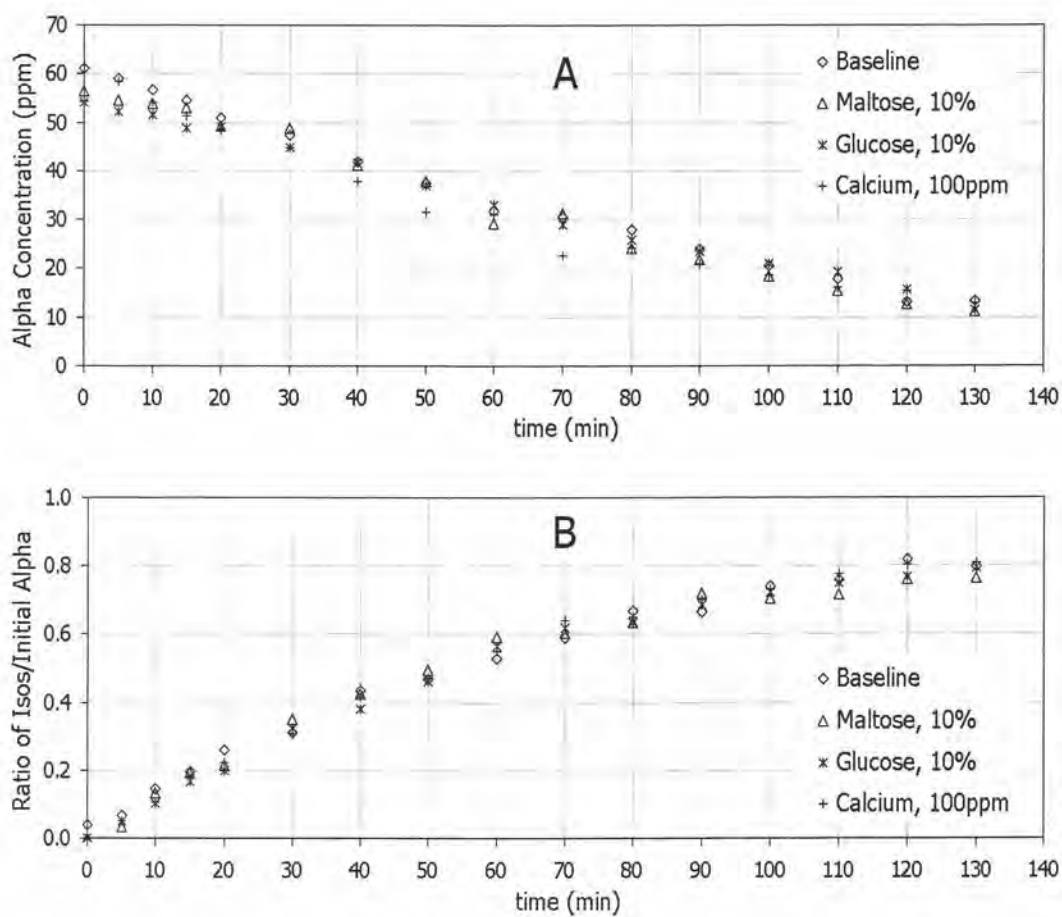 70
60
50
40
30
20
10
0
Alpha Concentration (ppm)
A
◇ Baseline
△ Maltose, 10%
ж Glucose, 10%
+ Calcium, 100ppm
0 10 20 30 40 50 60 70 80 90 100 110 120 130 140
time (min)
1.0
0.8
0.6
0.4
0.2
0.0
Ratio of Isos/Initial Alpha
B
◇ Baseline
△ Maltose, 10%
ж Glucose, 10%
+ Calcium, 100ppm
0 10 20 30 40 50 60 70 80 90 100 110 120 130 140
time (min)